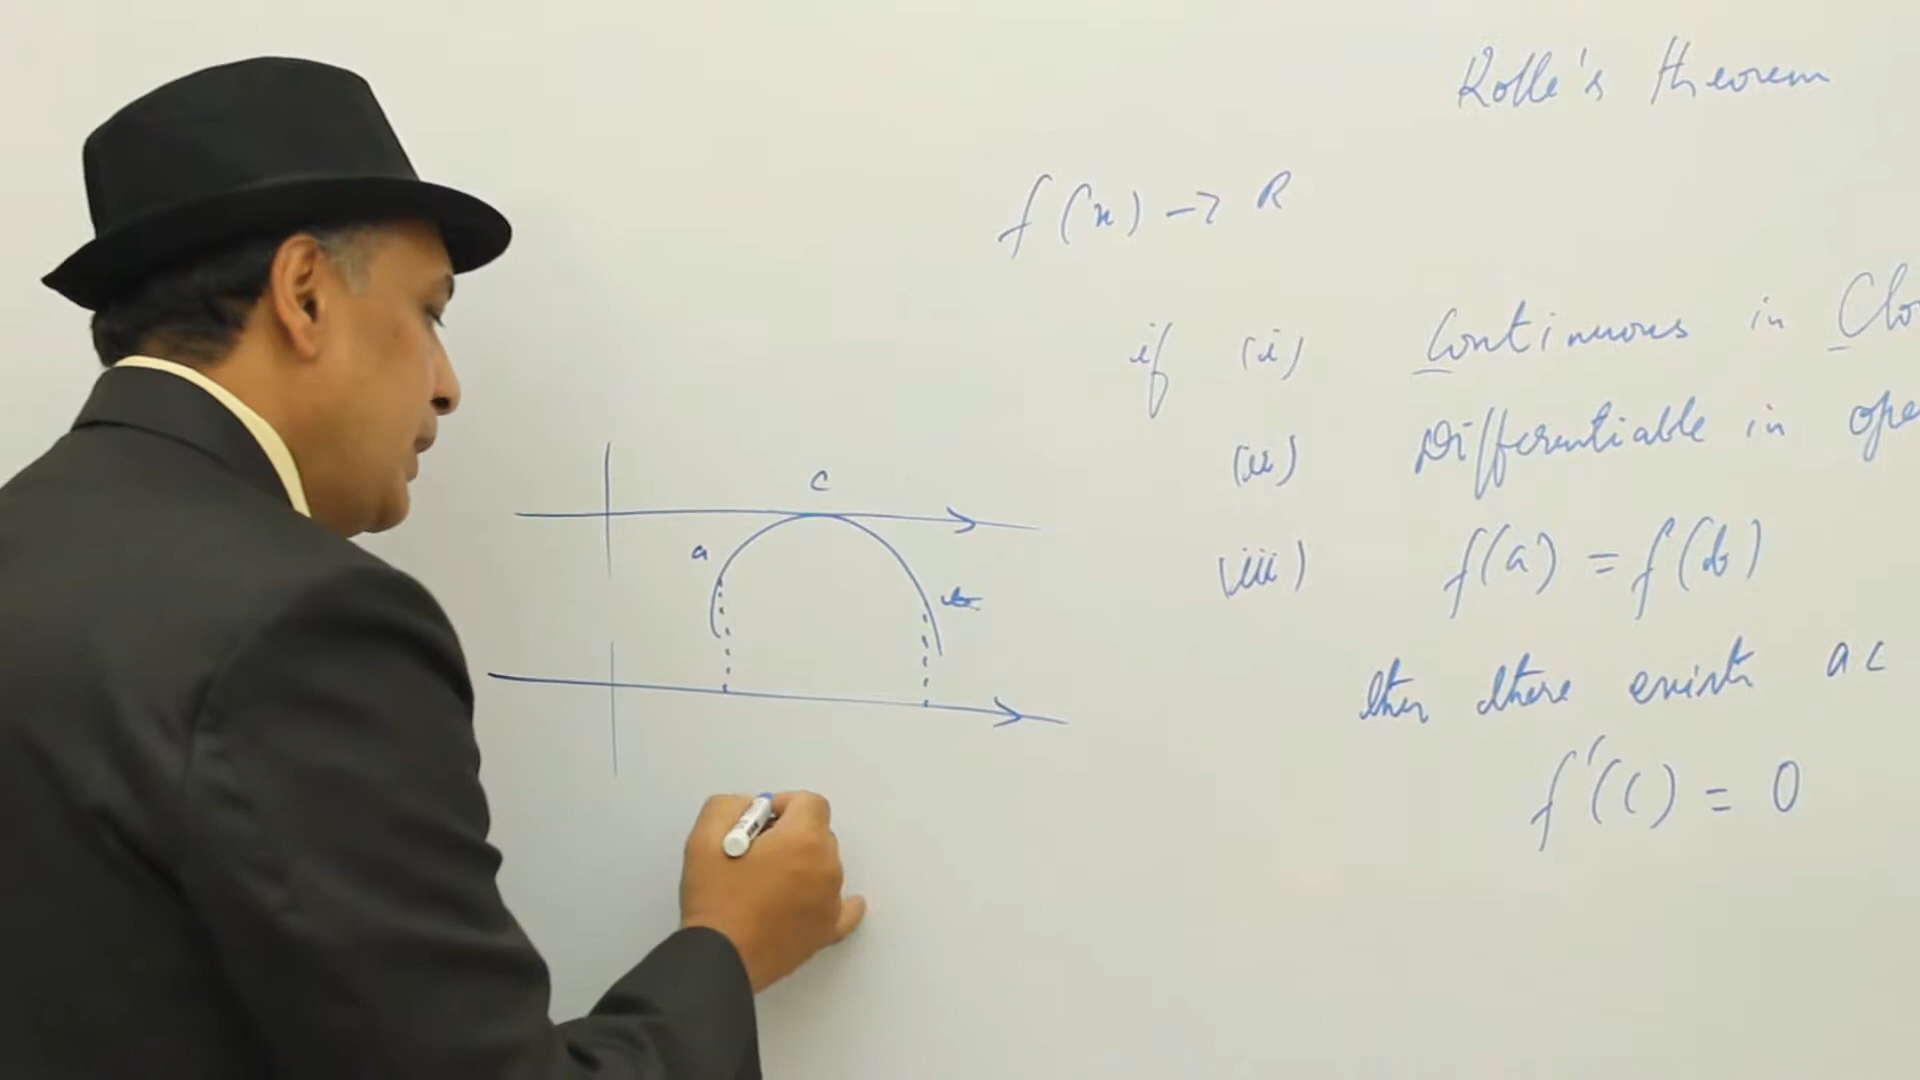 Rolle's theorem
f(x) -> R
if (i) Continuous in Clo
(ii) Differentiable in ope
(iii) f(a) = f(b)
then there exists a c
f'(c) = 0
c
a
b